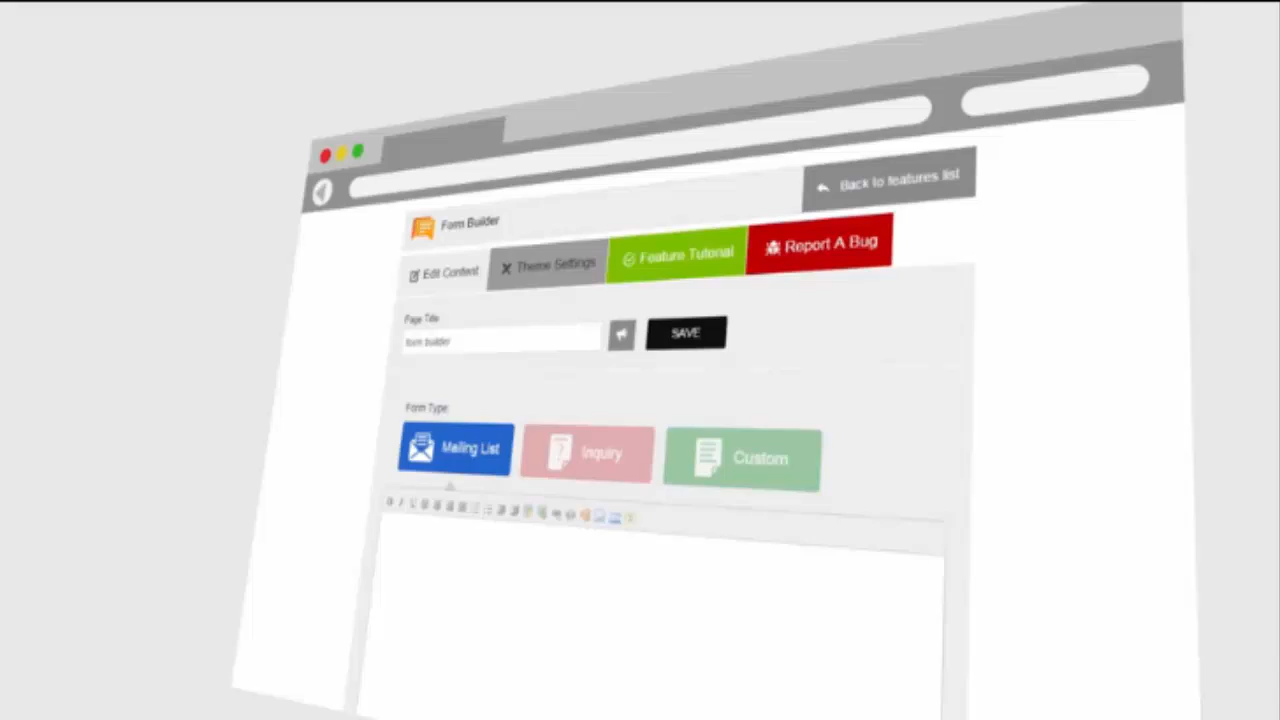 Back to features list
Form Builder
Edit Content
Theme Settings
Feature Tutorial
Report A Bug
Page Title
form builder
SAVE
Form Type:
Mailing List
Inquiry
Custom